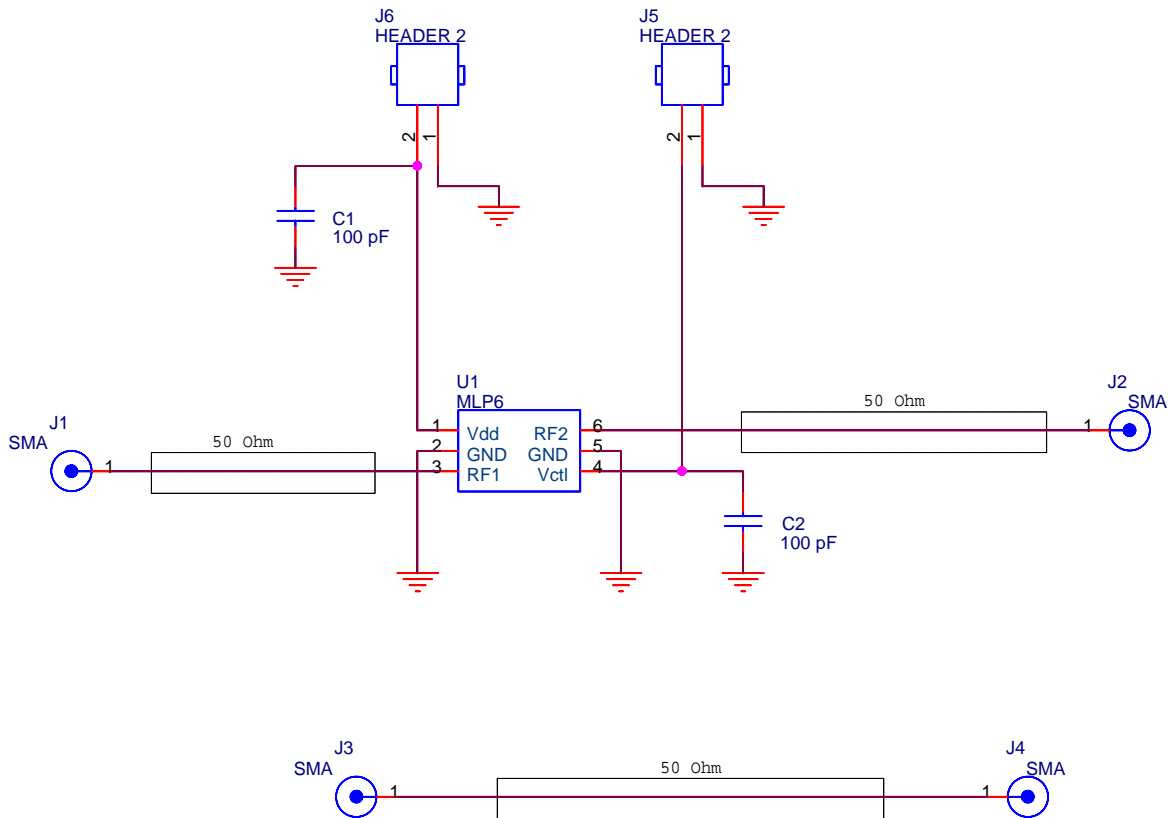 J6
HEADER 2
J5
HEADER 2
2
1
2
1
C1
100 pF
U1
MLP6
J1
SMA
50 Ohm
1
1
2
3
Vdd
GND
RF1
RF2
GND
Vctl
6
5
4
50 Ohm
1
J2
SMA
C2
100 pF
J3
SMA
1
50 Ohm
1
J4
SMA